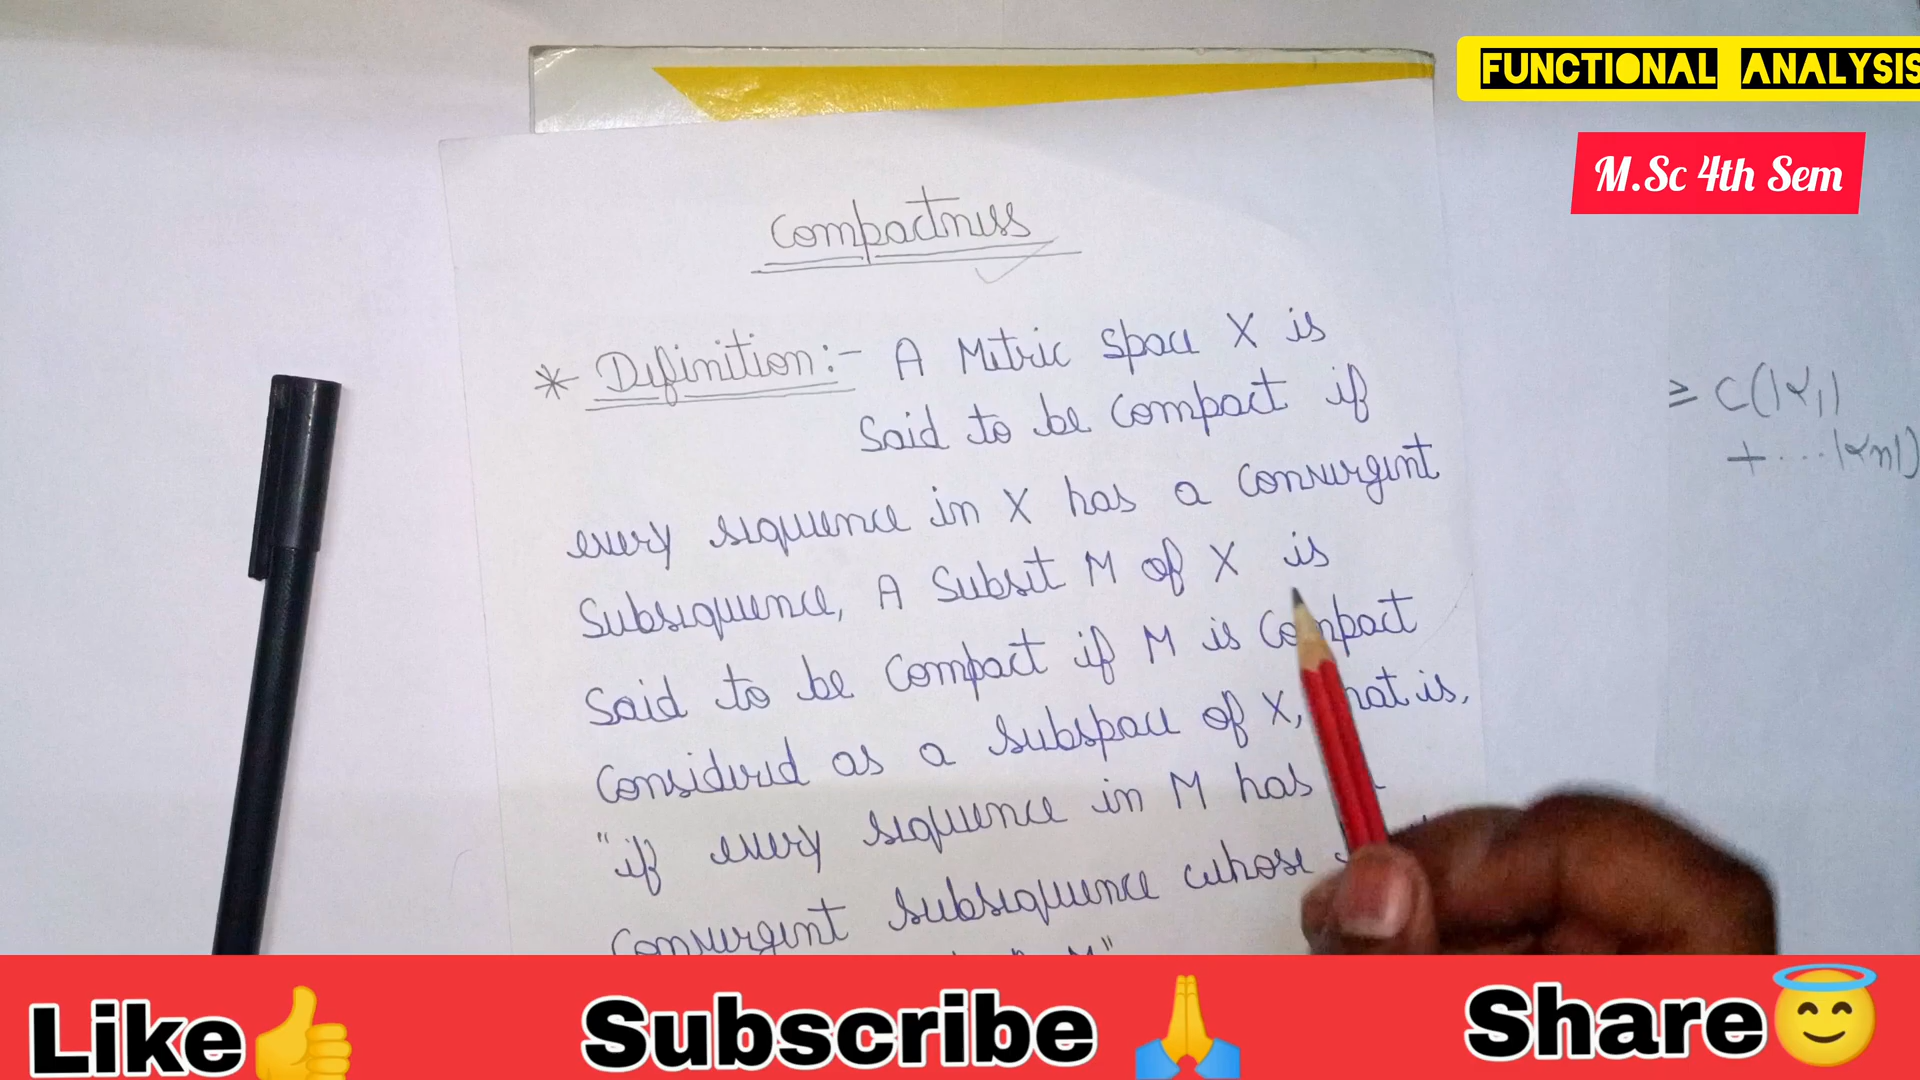 FUNCTIONAL ANALYSIS
M.Sc 4th Sem
Compactness
* Definition:- A Metric space X is
said to be compact if
every sequence in X has a convergent
subsequence, A subset M of X is
said to be compact if M is compact
considered as a subspace of X, that is,
"if every sequence in M has
convergent subsequence whose
M"
≥ C(|α1|
+...|αn|)
Like👍
Subscribe 🙏
Share😇